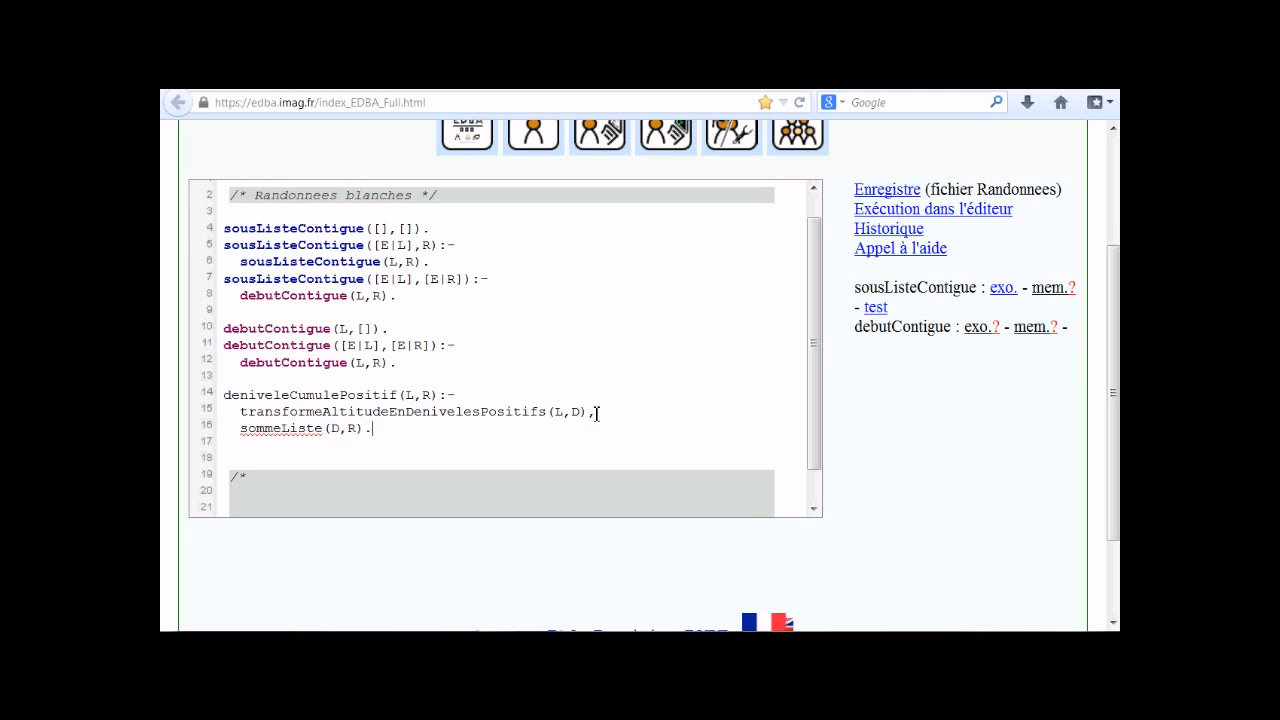 https://edba.imag.fr/index_EDBA_Full.html
Google
EDBA
2 /* Randonnees blanches */
3
4 sousListeContigue([],[]).
5 sousListeContigue([E|L],R):-
6 sousListeContigue(L,R).
7 sousListeContigue([E|L],[E|R]):-
8 debutContigue(L,R).
9
10 debutContigue(L,[]).
11 debutContigue([E|L],[E|R]):-
12 debutContigue(L,R).
13
14 deniveleCumulePositif(L,R):-
15 transformeAltitudeEnDenivelesPositifs(L,D),
16 sommeListe(D,R).
17
18
19 /*
20
21
Enregistre (fichier Randonnees)
Exécution dans l'éditeur
Historique
Appel à l'aide
sousListeContigue : exo. - mem.?
- test
debutContigue : exo.? - mem.? -